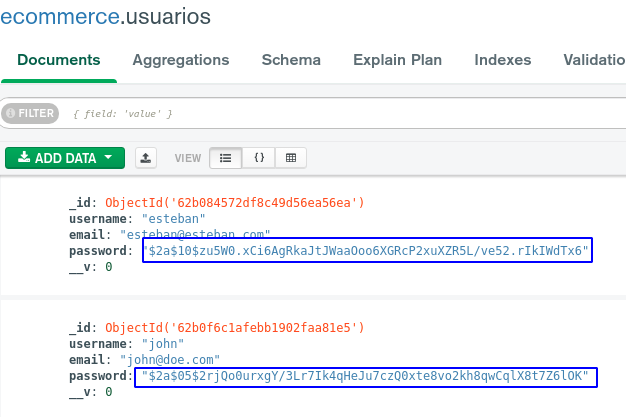 ecommerce.usuarios
Documents Aggregations Schema Explain Plan Indexes Validatio
FILTER { field: 'value' }
ADD DATA VIEW {}
_id: ObjectId('62b084572df8c49d56ea56ea')
username: "esteban"
email: "esteban@esteban.com"
password: "$2a$10$zu5W0.xCi6AgRkaJtJWaaOoo6XGRcP2xuXZR5L/ve52.rIkIWdTx6"
__v: 0
_id: ObjectId('62b0f6c1afebb1902faa81e5')
username: "john"
email: "john@doe.com"
password: "$2a$05$2rjQo0urxgY/3Lr7Ik4qHeJu7czQ0xte8vo2kh8qwCqlX8t7Z6lOK"
__v: 0